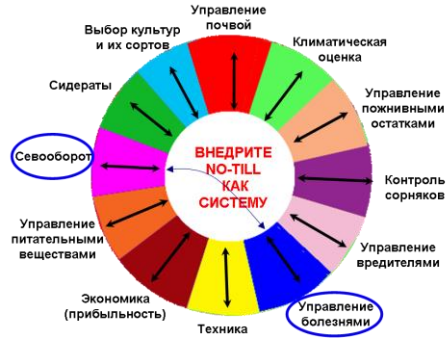 Управление
почвой
Климатическая
оценка
Управление
пожнивными
остатками
Контроль
сорняков
Управление
вредителями
Управление
болезнями
Техника
Экономика
(прибыльность)
Управление
питательными
веществами
Севооборот
Сидераты
Выбор культур
и их сортов
ВНЕДРИТЕ
NO-TILL
КАК
СИСТЕМУ